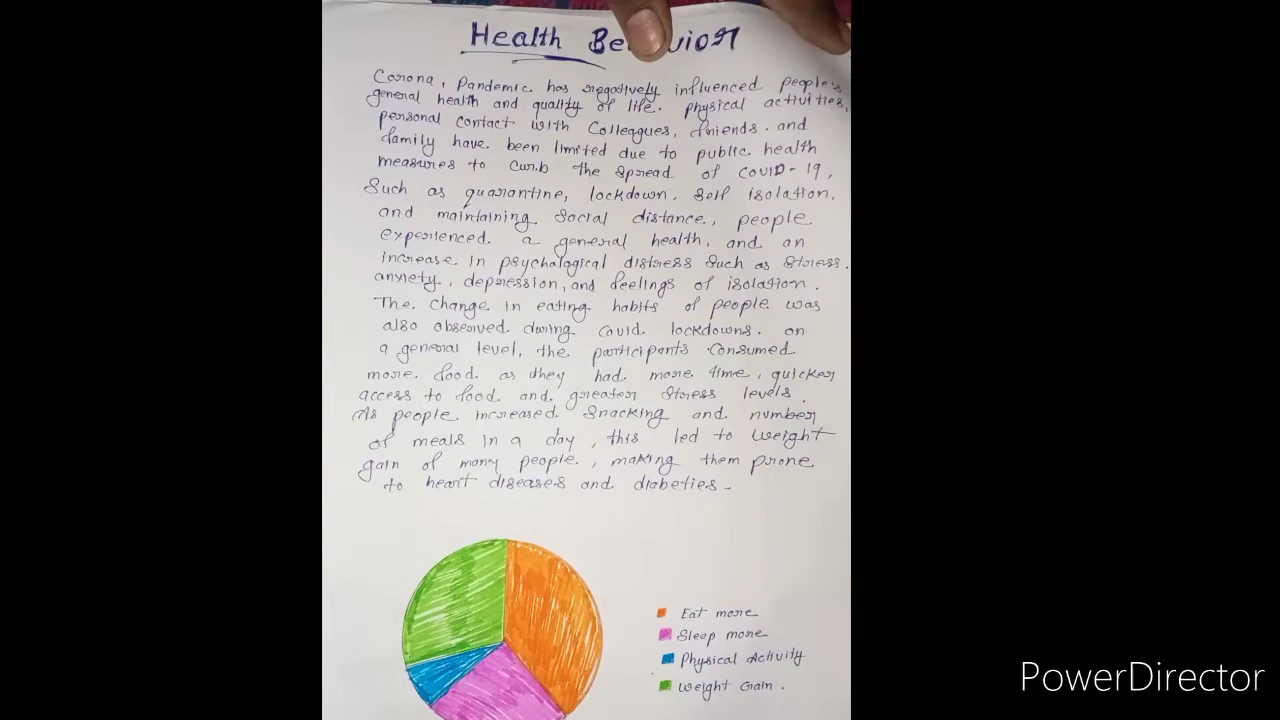 Health Be vior
Corona, Pandemic has negatively influenced people's
general health and quality of life. physical activities,
personal contact with Colleagues, friends. and
family have been limited due to public health
measures to curb the spread of COVID-19,
Such as quarantine, lockdown. Self isolation.
and maintaining Social distance, people
experienced a general health, and an
increase in psychalogical distress such as stress.
anxiety, depression, and feelings of isolation.
The change in eating habits of people was
also observed during covid lockdowns. on
a general level, the participants consumed
more food as they had more time, quicker
access to food and greater stress levels.
As people increased snacking and number
of meals in a day, this led to weight
gain of many people, making them prone
to heart diseases and diabeties.
Eat more
Sleep more
Physical Activity
Weight Gain.
PowerDirector